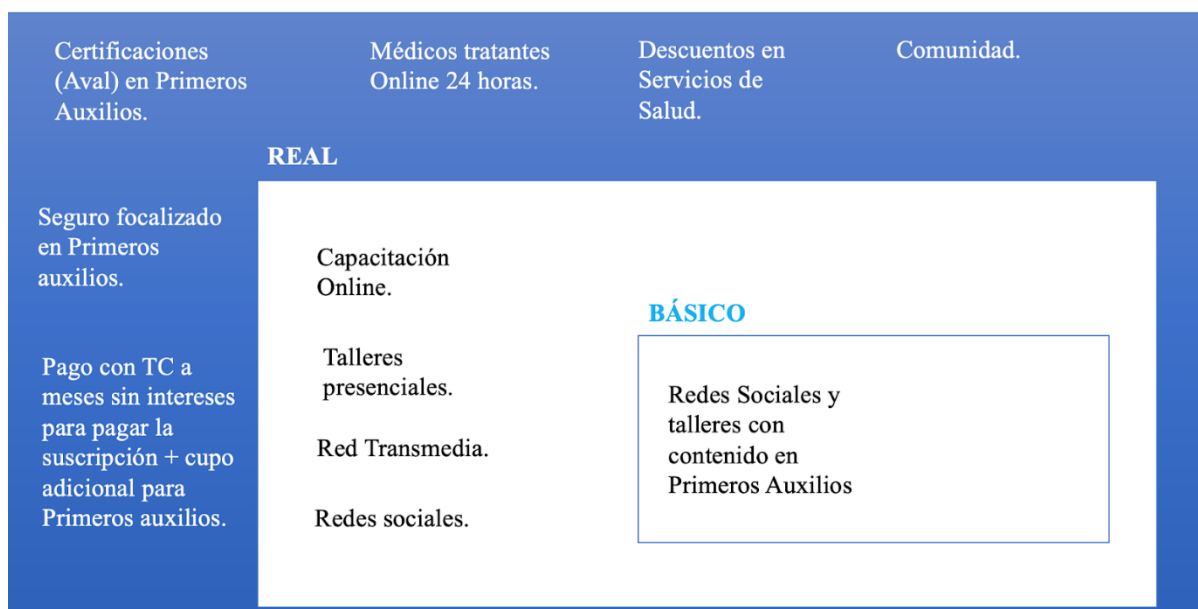 Certificaciones
(Aval) en Primeros
Auxilios.
Médicos tratantes
Online 24 horas.
Descuentos en
Servicios de
Salud.
Comunidad.
REAL
Seguro focalizado
en Primeros
auxilios.
Pago con TC a
meses sin intereses
para pagar la
suscripción + cupo
adicional para
Primeros auxilios.
Capacitación
Online.
Talleres
presenciales.
Red Transmedia.
Redes sociales.
BÁSICO
Redes Sociales y
talleres con
contenido en
Primeros Auxilios